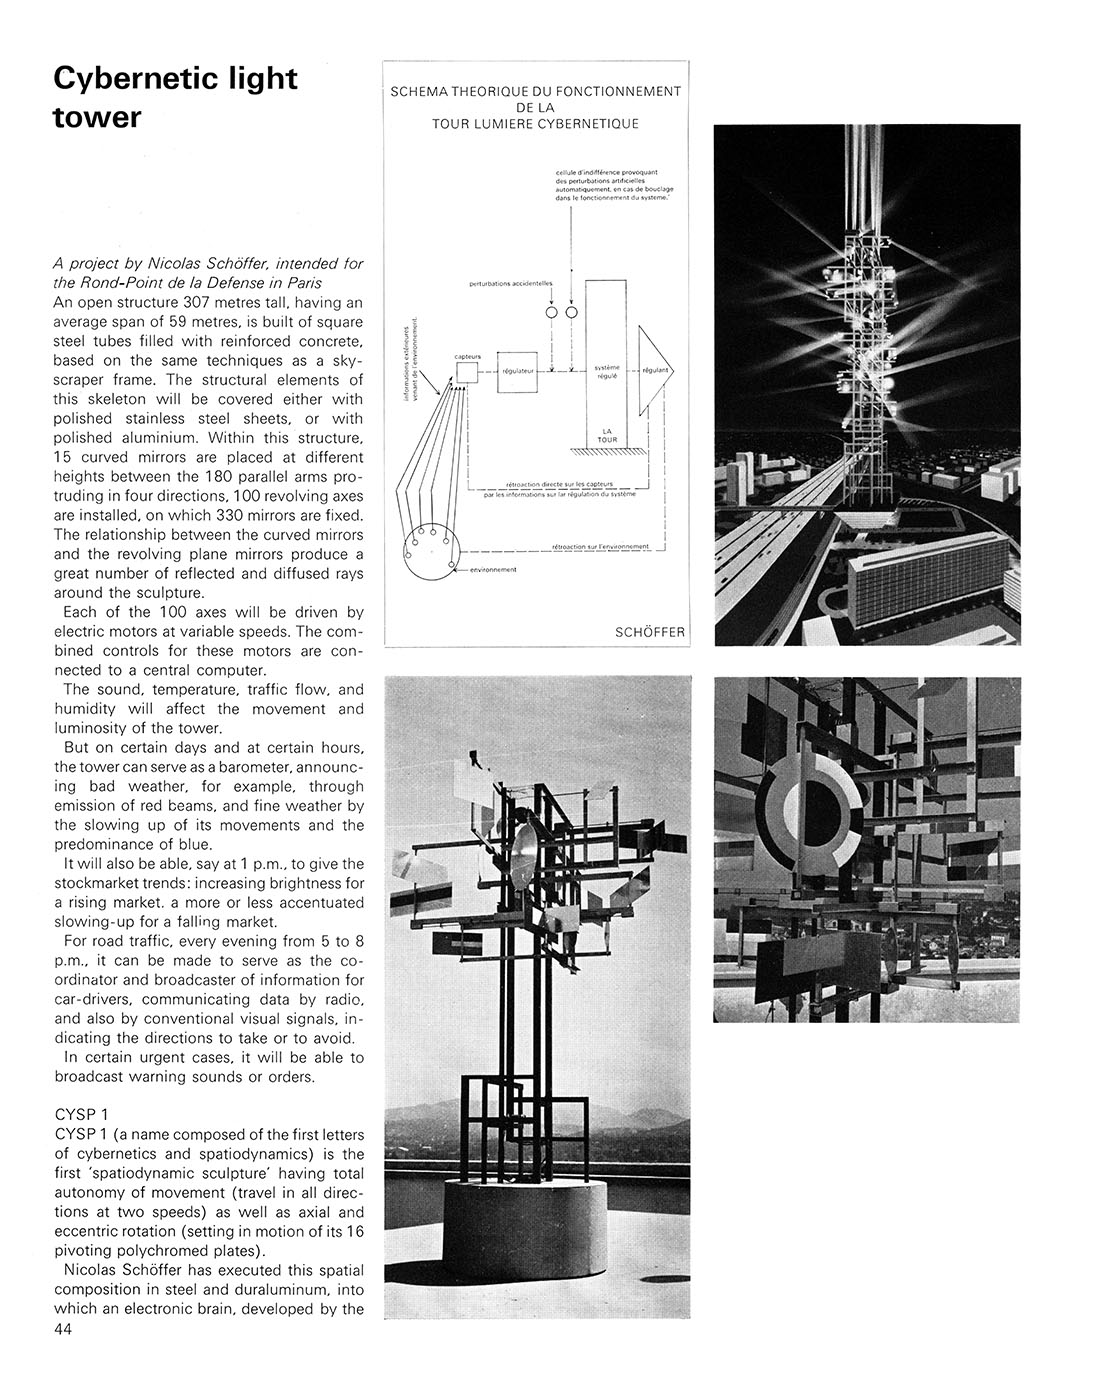 Cybernetic light
tower
A project by Nicolas Schöffer, intended for
the Rond-Point de la Defense in Paris
An open structure 307 metres tall, having an
average span of 59 metres, is built of square
steel tubes filled with reinforced concrete,
based on the same techniques as a sky-
scraper frame. The structural elements of
this skeleton will be covered either with
polished stainless steel sheets, or with
polished aluminium. Within this structure,
15 curved mirrors are placed at different
heights between the 180 parallel arms pro-
truding in four directions, 100 revolving axes
are installed, on which 330 mirrors are fixed.
The relationship between the curved mirrors
and the revolving plane mirrors produce a
great number of reflected and diffused rays
around the sculpture.
Each of the 100 axes will be driven by
electric motors at variable speeds. The com-
bined controls for these motors are con-
nected to a central computer.
The sound, temperature, traffic flow, and
humidity will affect the movement and
luminosity of the tower.
But on certain days and at certain hours,
the tower can serve as a barometer, announc-
ing bad weather, for example, through
emission of red beams, and fine weather by
the slowing up of its movements and the
predominance of blue.
It will also be able, say at 1 p.m., to give the
stockmarket trends: increasing brightness for
a rising market. a more or less accentuated
slowing-up for a falling market.
For road traffic, every evening from 5 to 8
p.m., it can be made to serve as the co-
ordinator and broadcaster of information for
car-drivers, communicating data by radio,
and also by conventional visual signals, in-
dicating the directions to take or to avoid.
In certain urgent cases, it will be able to
broadcast warning sounds or orders.
CYSP 1
CYSP 1 (a name composed of the first letters
of cybernetics and spatiodynamics) is the
first 'spatiodynamic sculpture' having total
autonomy of movement (travel in all direc-
tions at two speeds) as well as axial and
eccentric rotation (setting in motion of its 16
pivoting polychromed plates).
Nicolas Schöffer has executed this spatial
composition in steel and duraluminum, into
which an electronic brain, developed by the
44
SCHEMA THEORIQUE DU FONCTIONNEMENT
DE LA
TOUR LUMIERE CYBERNETIQUE
cellule d'indifférence provoquant
des perturbations artificielles
automatiquement, en cas de bouclage
dans le fonctionnement du systeme.'
perturbations accidentelles
informations extérieures
venant de l'environnement.
capteurs
régulateur
système
régulé
régulant
LA
TOUR
rétroaction directe sur les capteurs
par les informations sur lar régulation du système
rétroaction sur l'environnement
environnement
SCHÖFFER